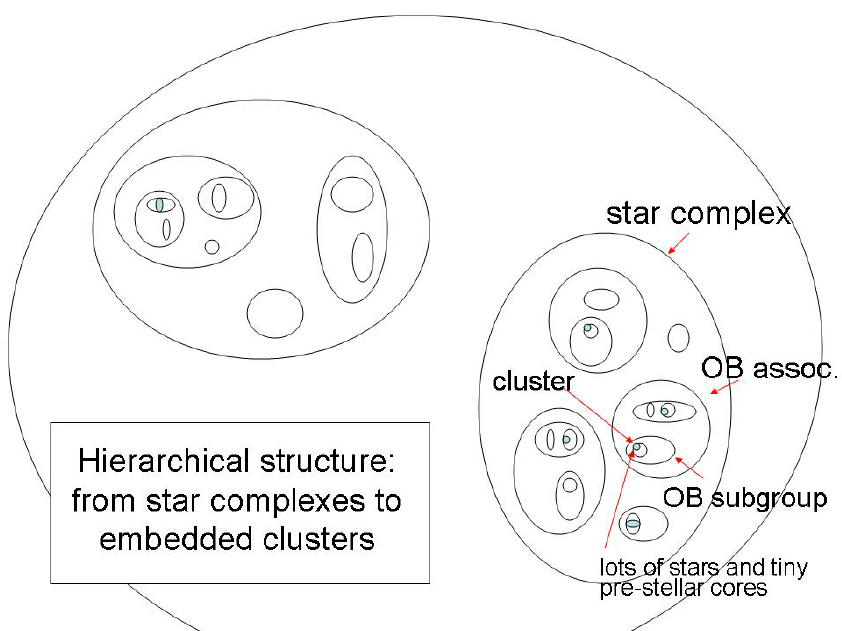 star complex
OB assoc.
cluster
Hierarchical structure:
from star complexes to
embedded clusters
OB subgroup
lots of stars and tiny
pre-stellar cores